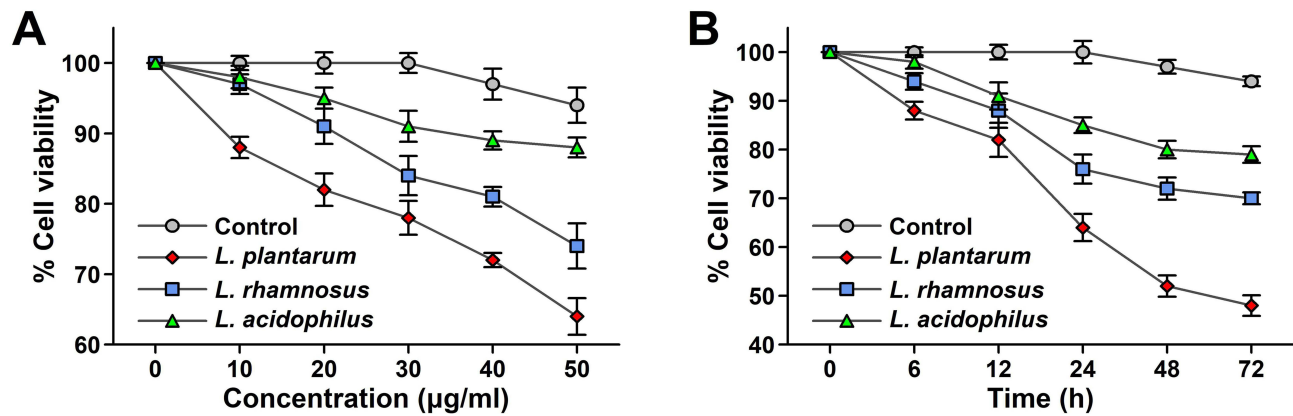 A
% Cell viability
100
90
80
70
60
Control
L. plantarum
L. rhamnosus
L. acidophilus
0 10 20 30 40 50
Concentration (µg/ml)
B
% Cell viability
100
90
80
70
60
50
40
Control
L. plantarum
L. rhamnosus
L. acidophilus
0 6 12 24 48 72
Time (h)